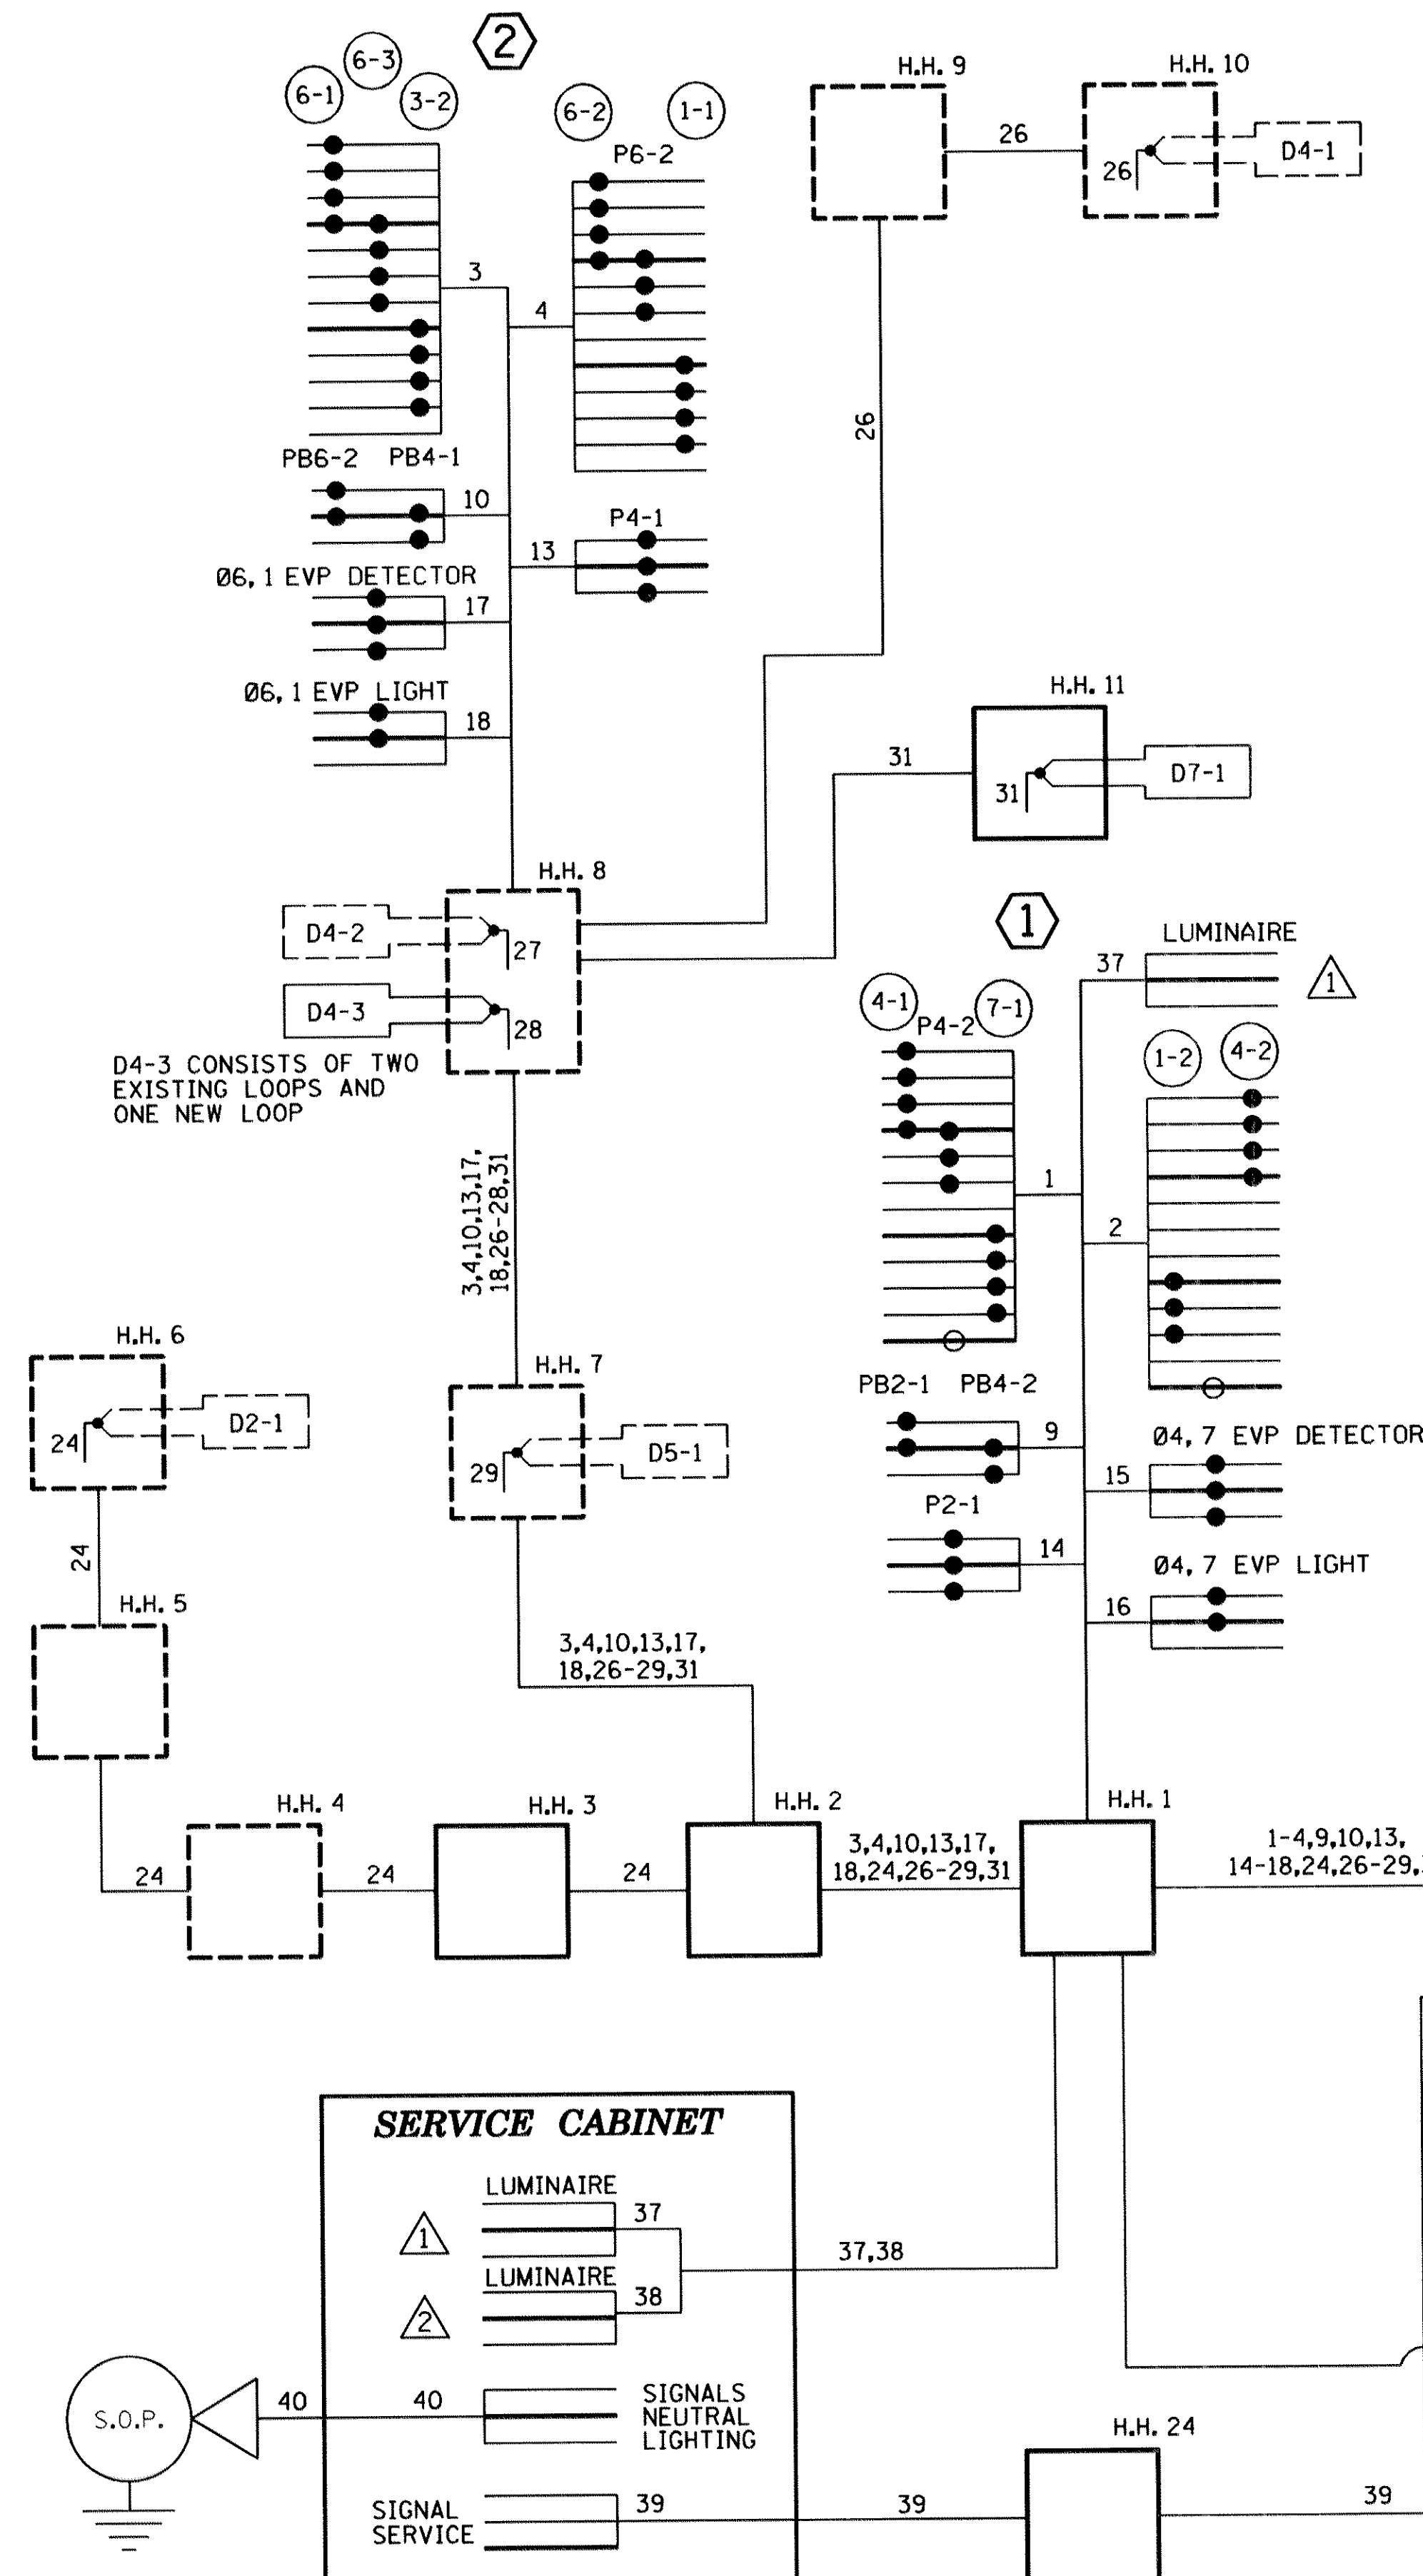 2
6-1
6-3
3-2
6-2
1-1
P6-2
3
4
PB6-2 PB4-1
10
P4-1
13
Ø6, 1 EVP DETECTOR
17
Ø6, 1 EVP LIGHT
18
H.H. 9
26
H.H. 10
26
D4-1
26
H.H. 11
31
31
D7-1
H.H. 8
D4-2
27
D4-3
28
D4-3 CONSISTS OF TWO
EXISTING LOOPS AND
ONE NEW LOOP
3,4,10,13,17,
18,26-28,31
1
LUMINAIRE
37
1
4-1
P4-2
7-1
1-2
4-2
1
2
PB2-1 PB4-2
9
Ø4, 7 EVP DETECTOR
15
P2-1
14
Ø4, 7 EVP LIGHT
16
H.H. 6
24
D2-1
24
H.H. 7
29
D5-1
H.H. 5
3,4,10,13,17,
18,26-29,31
24
H.H. 4
24
H.H. 3
24
H.H. 2
3,4,10,13,17,
18,24,26-29,31
H.H. 1
1-4,9,10,13,
14-18,24,26-29,
SERVICE CABINET
LUMINAIRE
1
37
LUMINAIRE
2
38
37,38
S.O.P.
40
40
SIGNALS
NEUTRAL
LIGHTING
SIGNAL
SERVICE
39
39
H.H. 24
39